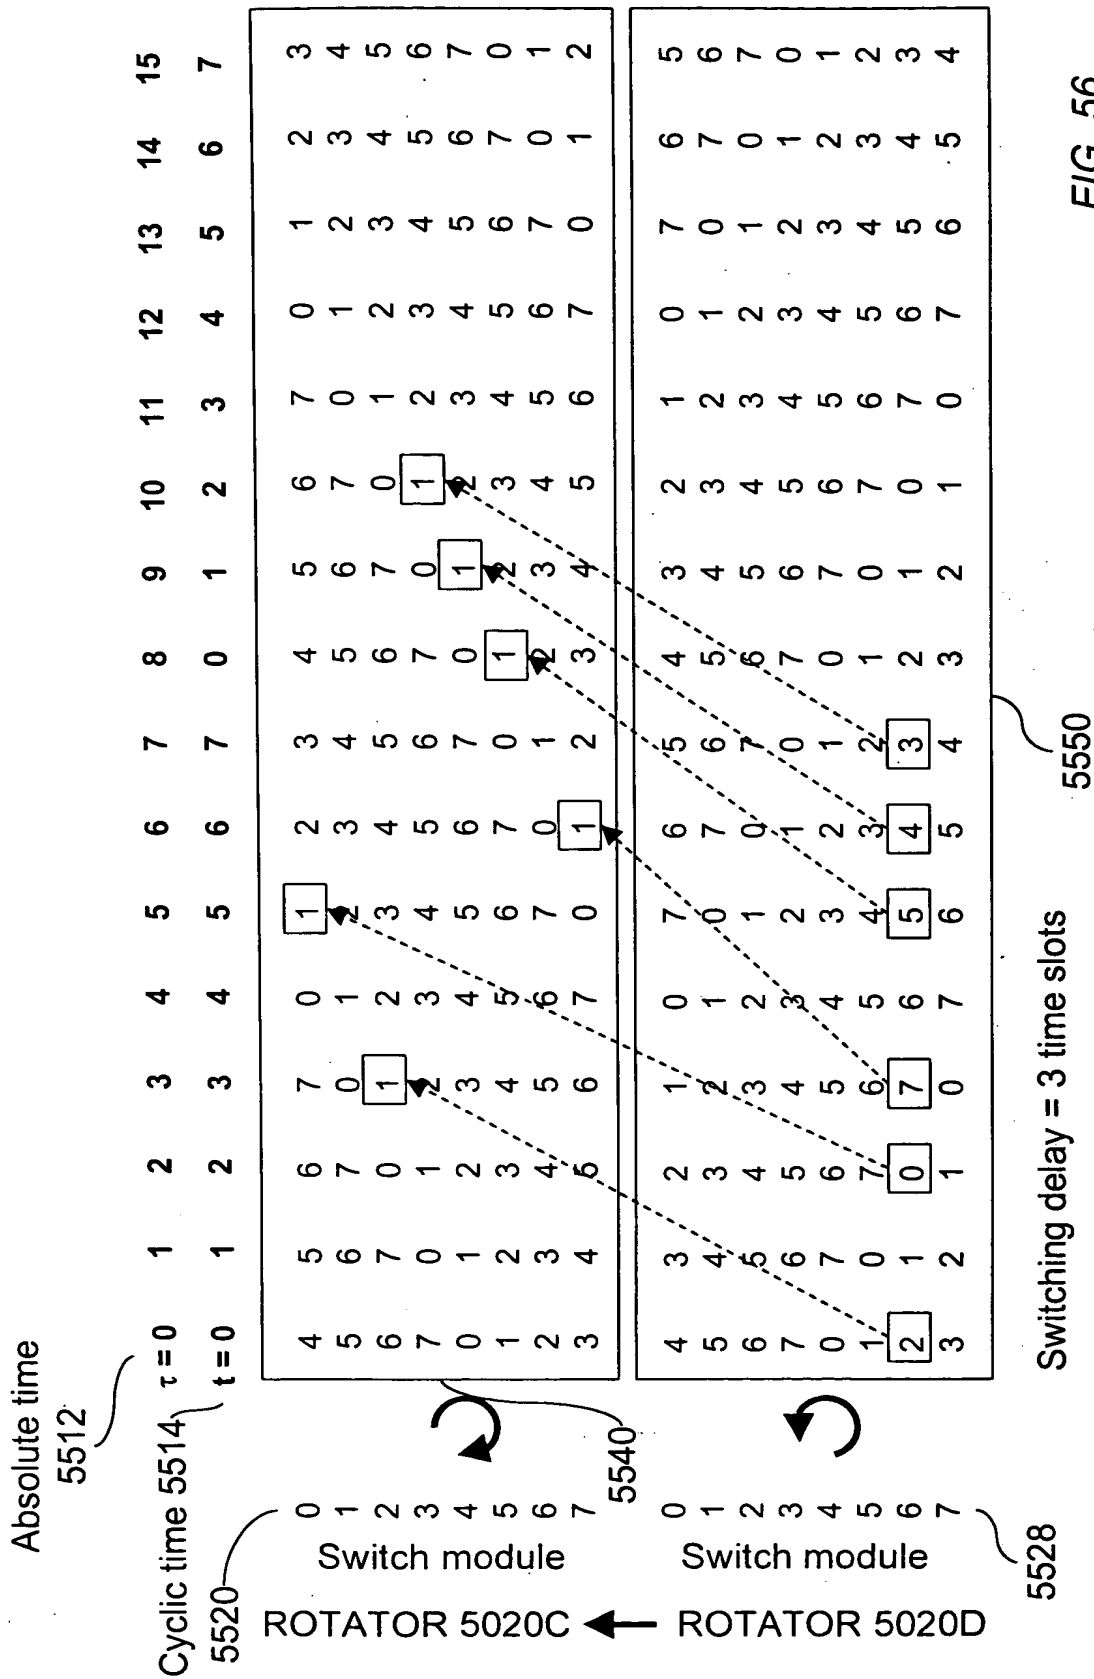 Absolute time
5512
τ = 0 1 2 3 4 5 6 7 8 9 10 11 12 13 14 15
Cyclic time 5514
t = 0 1 2 3 4 5 6 7 0 1 2 3 4 5 6 7
5520
0 4 5 6 7 0 1 2 3 4 5 6 7 0 1 2 3
1 5 6 7 0 1 2 3 4 5 6 7 0 1 2 3 4
2 6 7 0 1 2 3 4 5 6 7 0 1 2 3 4 5
3 7 0 1 2 3 4 5 6 7 0 1 2 3 4 5 6
4 0 1 2 3 4 5 6 7 0 1 2 3 4 5 6 7
5 1 2 3 4 5 6 7 0 1 2 3 4 5 6 7 0
6 2 3 4 5 6 7 0 1 2 3 4 5 6 7 0 1
7 3 4 5 6 7 0 1 2 3 4 5 6 7 0 1 2
Switch module
ROTATOR 5020C
5540
0 4 3 2 1 0 7 6 5 4 3 2 1 0 7 6 5
1 5 4 3 2 1 0 7 6 5 4 3 2 1 0 7 6
2 6 5 4 3 2 1 0 7 6 5 4 3 2 1 0 7
3 7 6 5 4 3 2 1 0 7 6 5 4 3 2 1 0
4 0 7 6 5 4 3 2 1 0 7 6 5 4 3 2 1
5 1 0 7 6 5 4 3 2 1 0 7 6 5 4 3 2
6 2 1 0 7 6 5 4 3 2 1 0 7 6 5 4 3
7 3 2 1 0 7 6 5 4 3 2 1 0 7 6 5 4
Switch module
ROTATOR 5020D
5528
5550
Switching delay = 3 time slots
FIG. 56